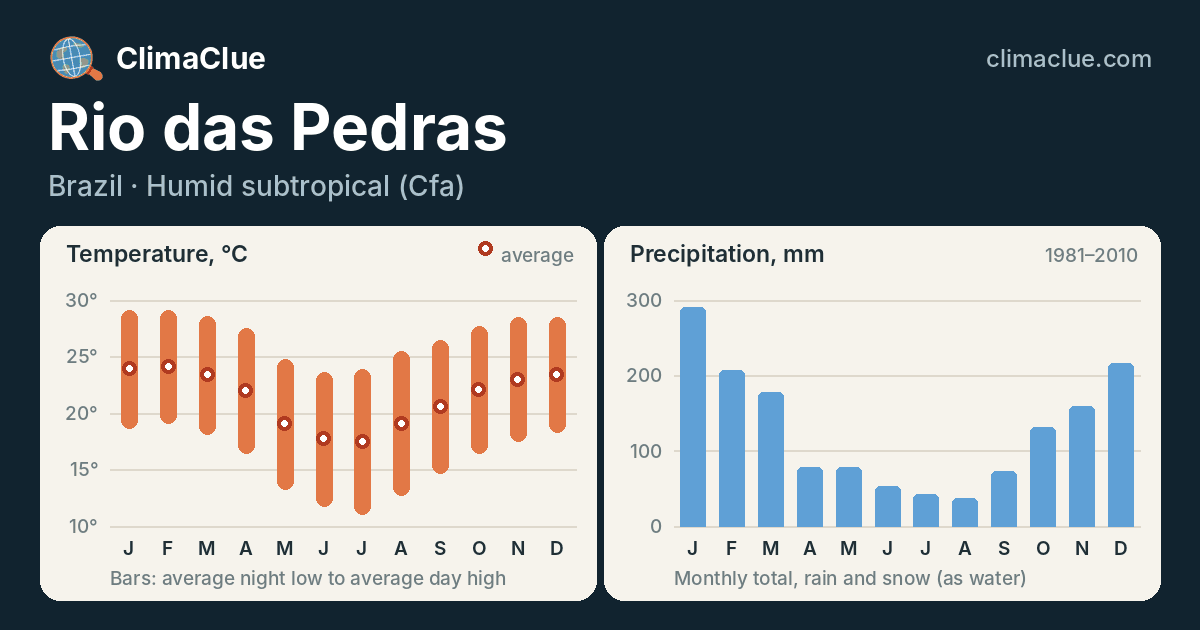 ClimaClue
climaclue.com
Rio das Pedras
Brazil · Humid subtropical (Cfa)
Temperature, °C
average
30°
25°
20°
15°
10°
J F M A M J J A S O N D
Bars: average night low to average day high
Precipitation, mm
1981–2010
300
200
100
0
J F M A M J J A S O N D
Monthly total, rain and snow (as water)